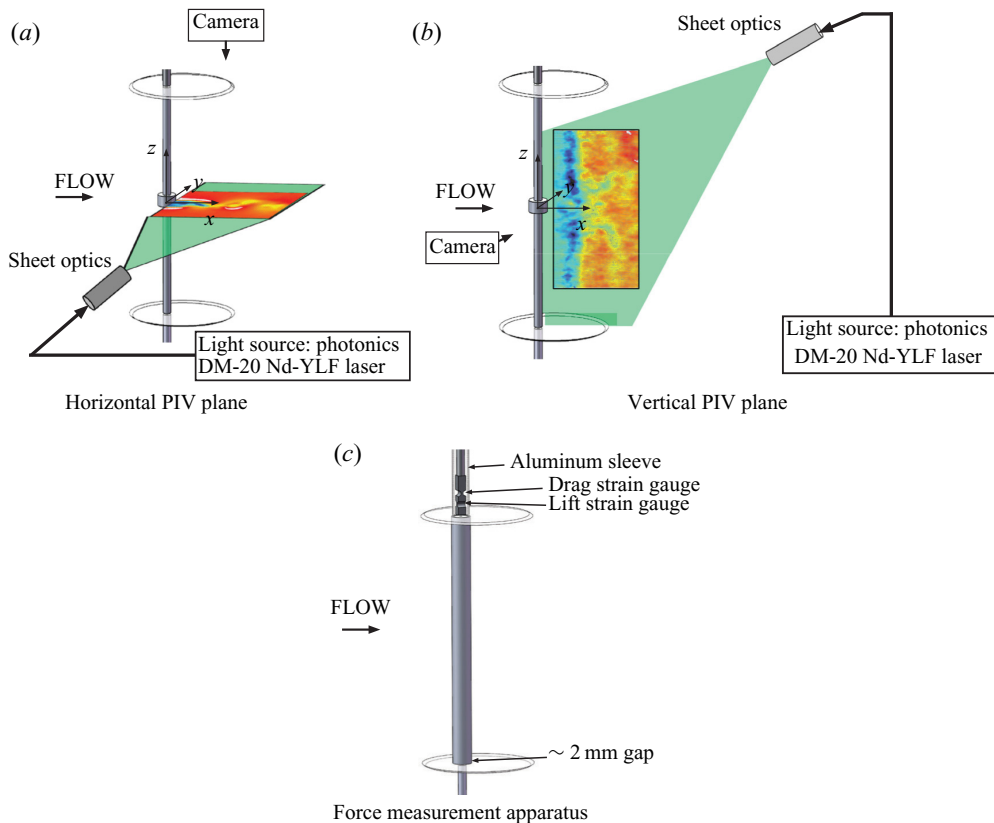 (a)
Camera
z
FLOW
y
x
Sheet optics
Light source: photonics
DM-20 Nd-YLF laser
Horizontal PIV plane
(b)
Sheet optics
z
FLOW
y
x
Camera
Light source: photonics
DM-20 Nd-YLF laser
Vertical PIV plane
(c)
Aluminum sleeve
Drag strain gauge
Lift strain gauge
FLOW
~ 2 mm gap
Force measurement apparatus